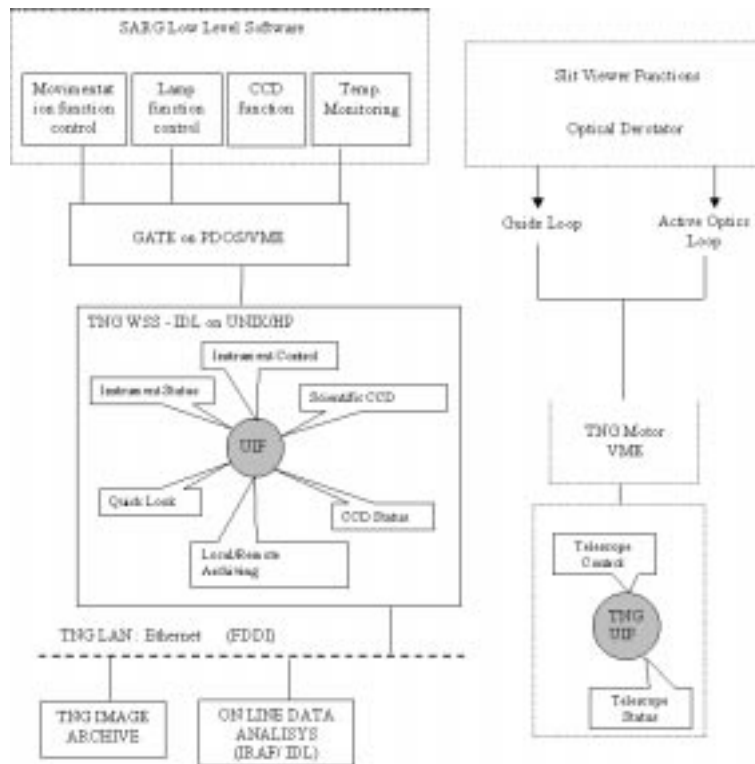 SARG Low Level Software
Movimentat
ion function
control
Lamp
function
control
CCD
function
Temp.
Monitoring
GATE on PDOS/VME
TNG WSS - IDL on UNIX/HP
Instrument Control
Instrument Status
Scientific CCD
UIF
Quick Look
CCD Status
Local/Remote
Archiving
TNG LAN : Ethernet (FDDI)
TNG IMAGE
ARCHIVE
ON LINE DATA
ANALISYS
(IRAF/ IDL)
Slit Viewer Functions
Optical Derotator
Guide Loop
Active Optics
Loop
TNG Motor
VME
Telescope
Control
TNG
UIF
Telescope
Status